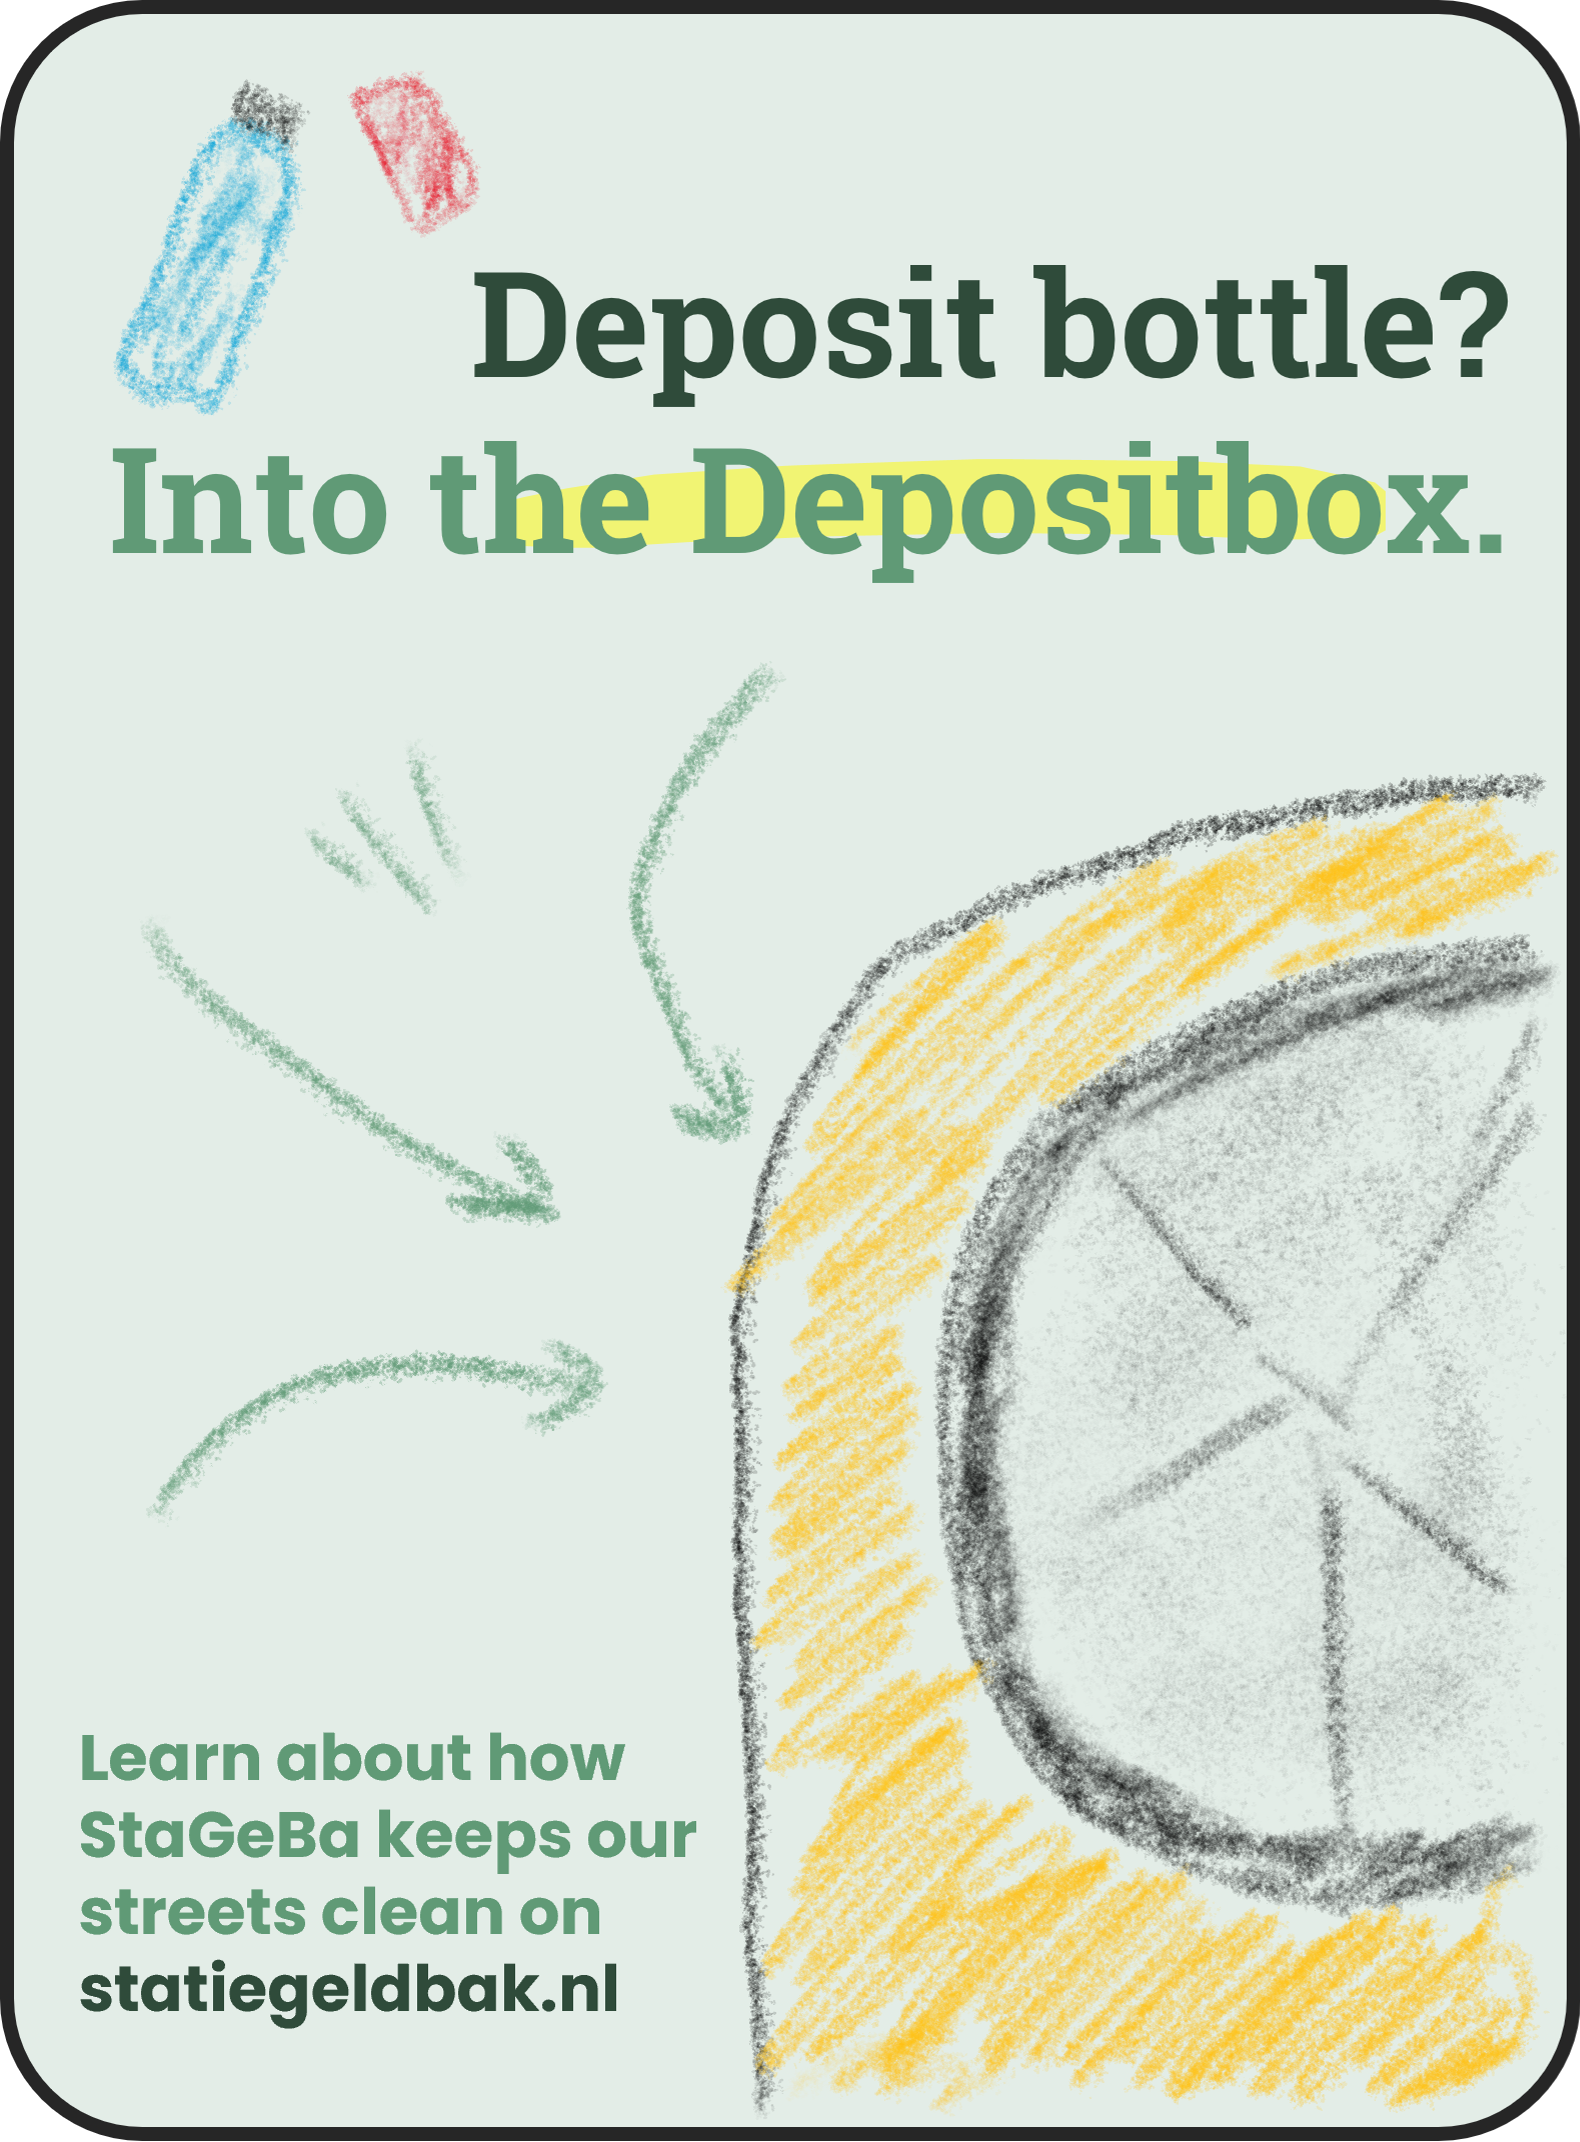 Deposit bottle?
Into the Depositbox.
Learn about how
StaGeBa keeps our
streets clean on
statiegeldbak.nl